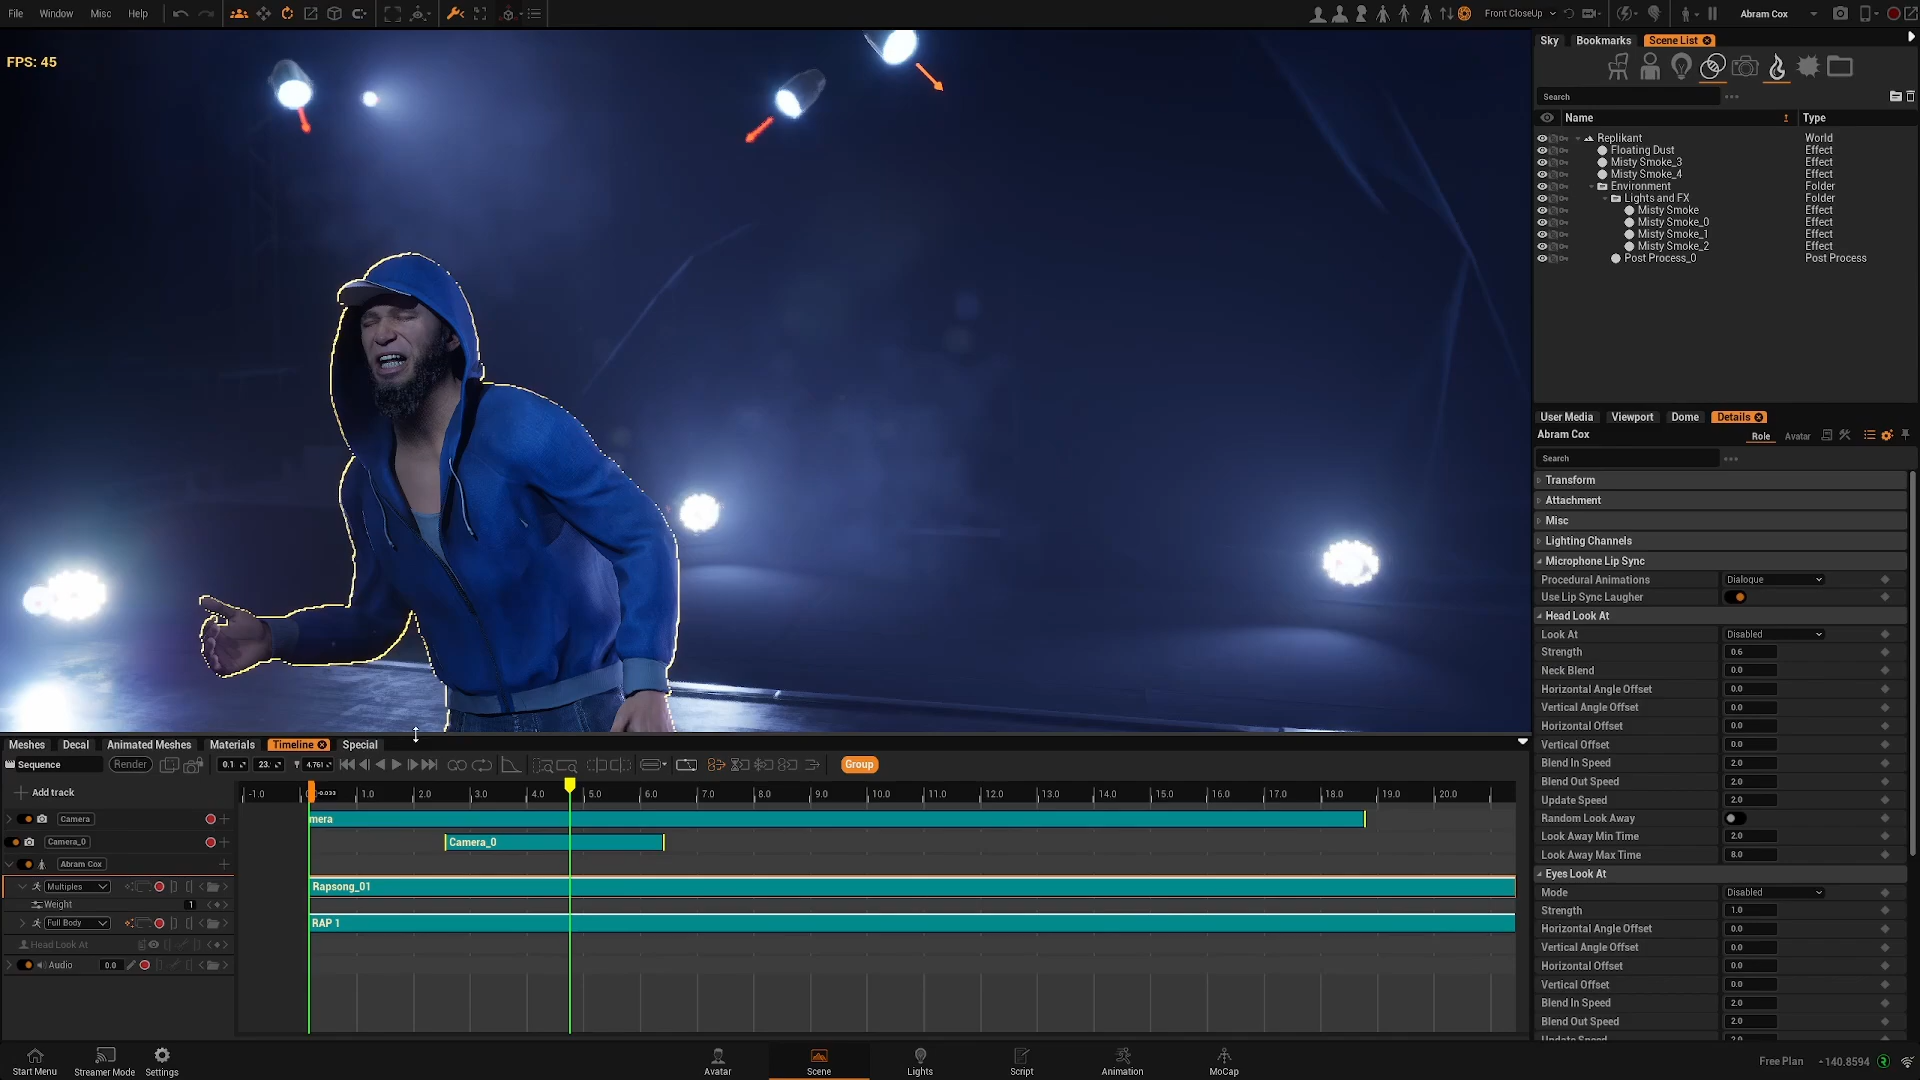 File Window Misc Help
Front CloseUp
Abram Cox
FPS: 45
Sky Bookmarks Scene List
Search
Name Type
Replikant World
Floating Dust Effect
Misty Smoke_3 Effect
Misty Smoke_4 Effect
Environment Folder
Lights and FX Folder
Misty Smoke Effect
Misty Smoke_0 Effect
Misty Smoke_1 Effect
Misty Smoke_2 Effect
Post Process_0 Post Process
User Media Viewport Dome Details
Abram Cox Role Avatar
Search
Transform
Attachment
Misc
Lighting Channels
Microphone Lip Sync
Procedural Animations Dialogue
Use Lip Sync Laugher
Head Look At
Look At Disabled
Strength 0.6
Neck Blend 0.0
Horizontal Angle Offset 0.0
Vertical Angle Offset 0.0
Horizontal Offset 0.0
Vertical Offset 0.0
Blend In Speed 2.0
Blend Out Speed 2.0
Update Speed 2.0
Random Look Away
Look Away Min Time 2.0
Look Away Max Time 8.0
Eyes Look At
Mode Disabled
Strength 1.0
Horizontal Angle Offset 0.0
Vertical Angle Offset 0.0
Horizontal Offset 0.0
Vertical Offset 0.0
Blend In Speed 2.0
Blend Out Speed 2.0
Meshes Decal Animated Meshes Materials Timeline Special
Sequence Render 0.1 23. 4.761 Group
Add track
-1.0 -0.033 1.0 2.0 3.0 4.0 5.0 6.0 7.0 8.0 9.0 10.0 11.0 12.0 13.0 14.0 15.0 16.0 17.0 18.0 19.0 20.0
Camera mera
Camera_0 Camera_0
Abram Cox
Multiples Rapsong_01
Weight 1
Full Body RAP 1
Head Look At
Audio 0.0
Start Menu Streamer Mode Settings Avatar Scene Lights Script Animation MoCap Free Plan -140.8594